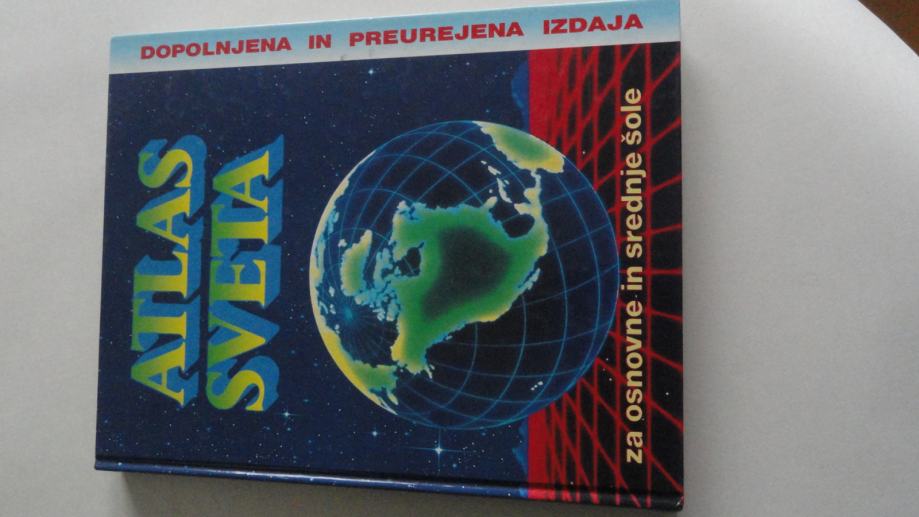 DOPOLNJENA IN PREUREJENA IZDAJA
ATLAS
SVETA
za osnovne in srednje šole